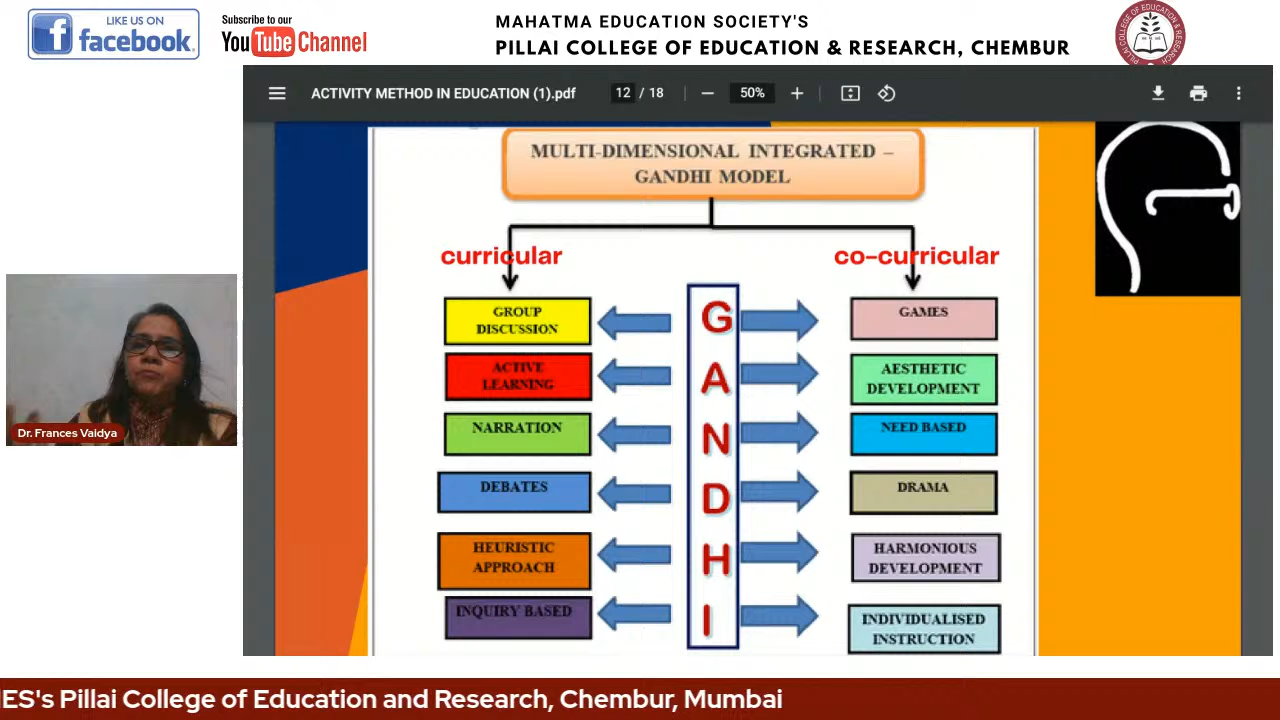 LIKE US ON
facebook
Subscribe to our
YouTube Channel
MAHATMA EDUCATION SOCIETY'S
PILLAI COLLEGE OF EDUCATION & RESEARCH, CHEMBUR
ACTIVITY METHOD IN EDUCATION (1).pdf
12 / 18
50%
MULTI-DIMENSIONAL INTEGRATED –
GANDHI MODEL
curricular
co-curricular
GROUP
DISCUSSION
G
GAMES
ACTIVE
LEARNING
A
AESTHETIC
DEVELOPMENT
NARRATION
N
NEED BASED
DEBATES
D
DRAMA
HEURISTIC
APPROACH
H
HARMONIOUS
DEVELOPMENT
INQUIRY BASED
I
INDIVIDUALISED
INSTRUCTION
Dr. Frances Vaidya
IES's Pillai College of Education and Research, Chembur, Mumbai